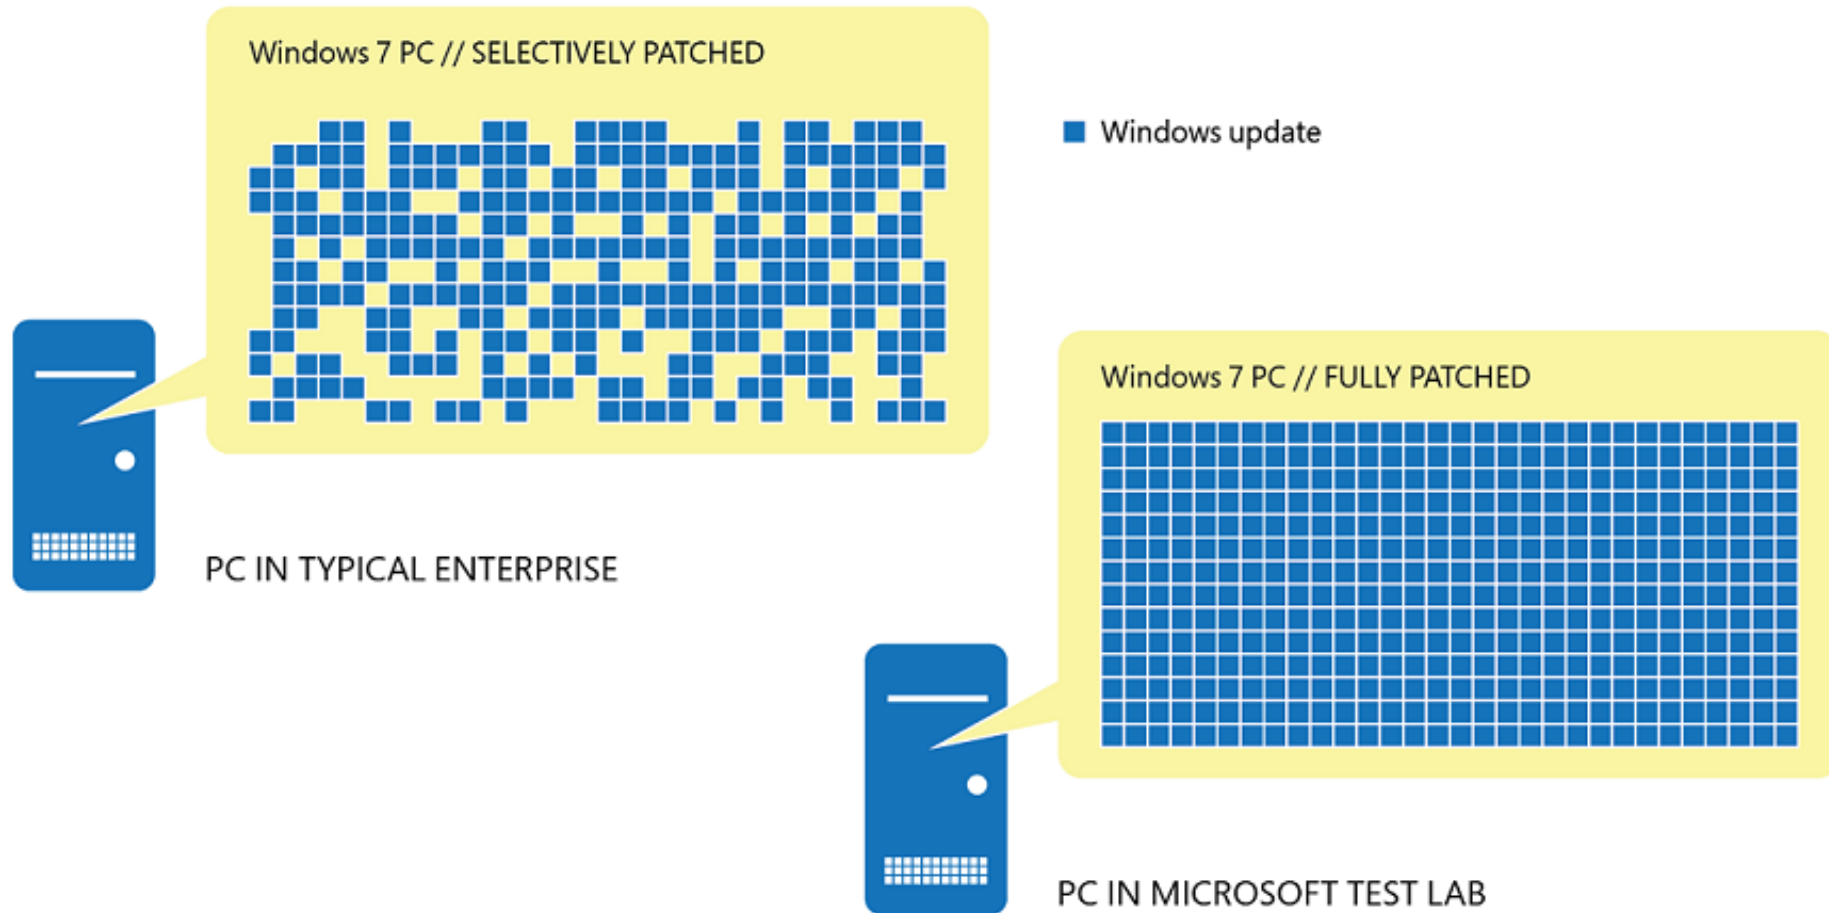 Windows 7 PC // SELECTIVELY PATCHED
Windows update
PC IN TYPICAL ENTERPRISE
Windows 7 PC // FULLY PATCHED
PC IN MICROSOFT TEST LAB